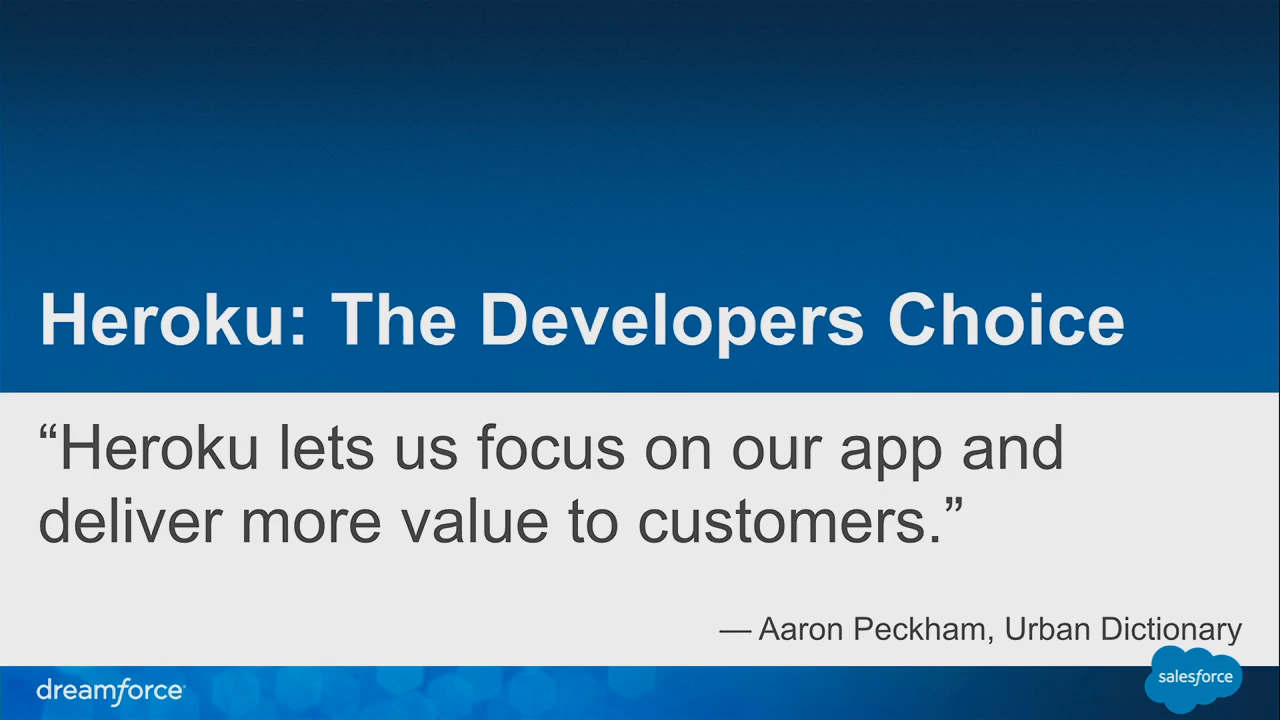 Heroku: The Developers Choice
“Heroku lets us focus on our app and
deliver more value to customers.”
— Aaron Peckham, Urban Dictionary
dreamforce
salesforce